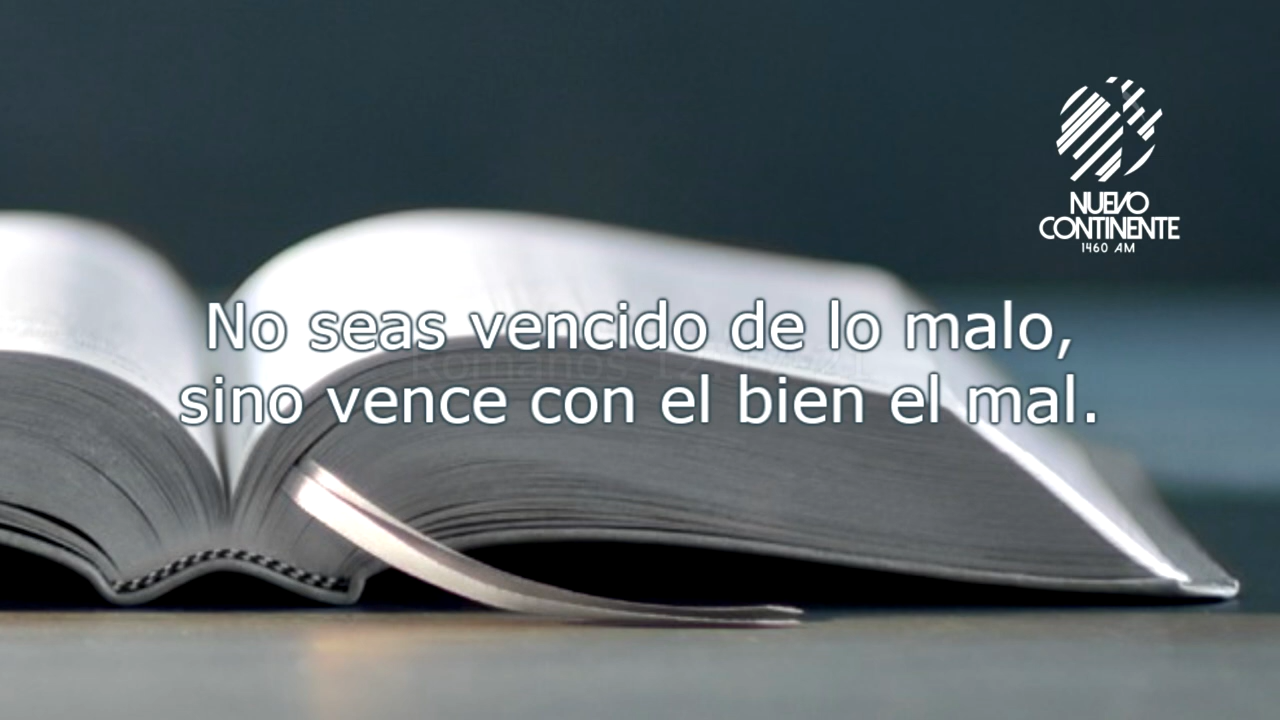 NUEVO
CONTINENTE
1460 AM
No seas vencido de lo malo,
sino vence con el bien el mal.